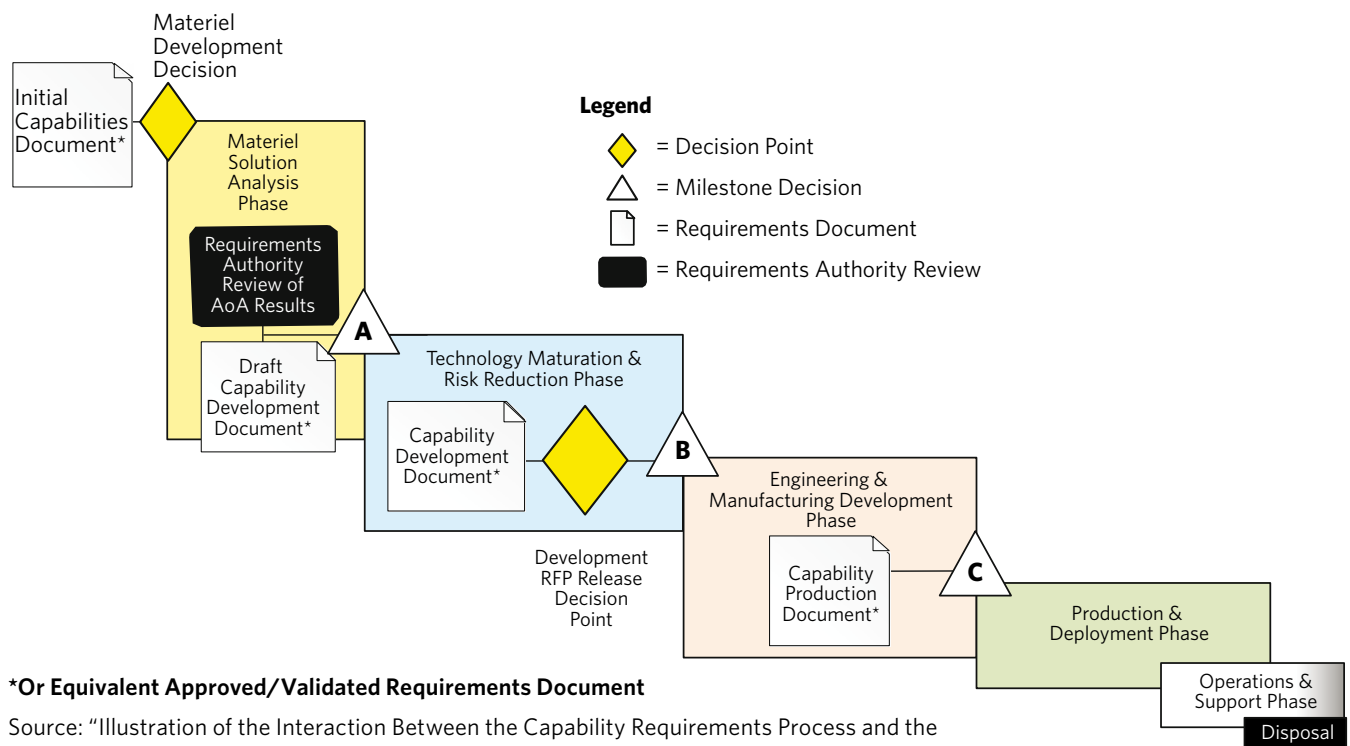 Materiel
Development
Decision
Initial
Capabilities
Document*
Materiel
Solution
Analysis
Phase
Requirements
Authority
Review of
AoA Results
Draft
Capability
Development
Document*
A
Legend
= Decision Point
= Milestone Decision
= Requirements Document
= Requirements Authority Review
Technology Maturation &
Risk Reduction Phase
Capability
Development
Document*
B
Development
RFP Release
Decision
Point
Engineering &
Manufacturing Development
Phase
Capability
Production
Document*
C
Production &
Deployment Phase
Operations &
Support Phase
Disposal
*Or Equivalent Approved/Validated Requirements Document
Source: “Illustration of the Interaction Between the Capability Requirements Process and the